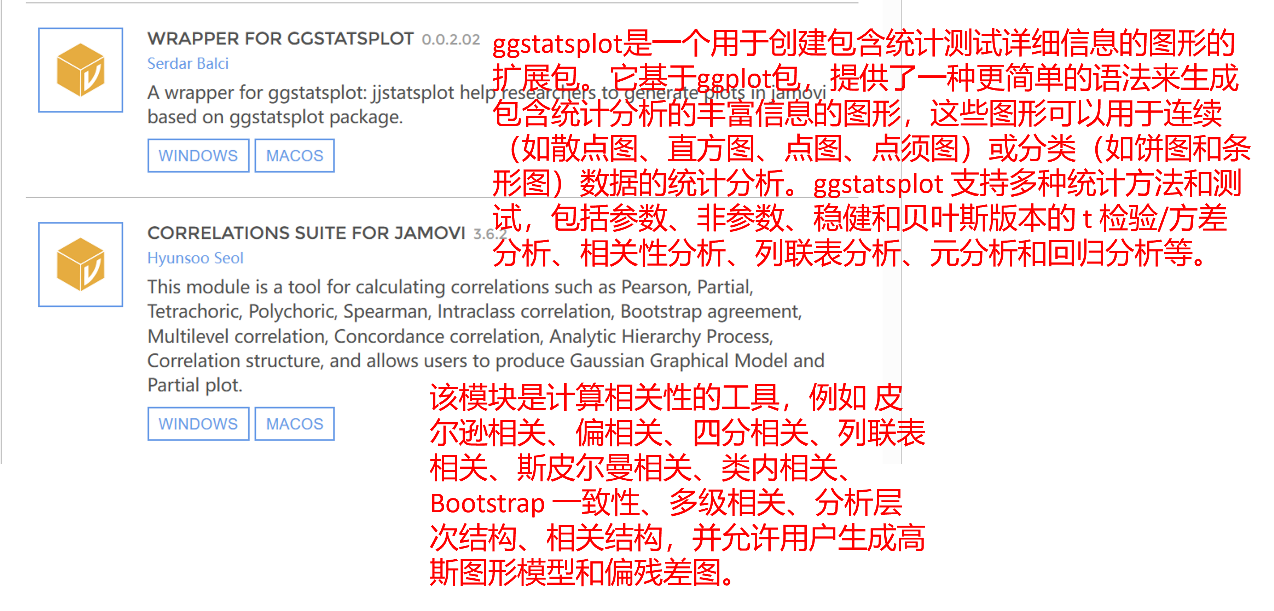 WRAPPER FOR GGSTATSPLOT 0.0.2.02
Serdar Balci
A wrapper for ggstatsplot: jjstatsplot help researchers to generate plots in jamovi
based on ggstatsplot package.
WINDOWS MACOS
ggstatsplot是一个用于创建包含统计测试详细信息的图形的
扩展包。它基于ggplot包，提供了一种更简单的语法来生成
包含统计分析的丰富信息的图形，这些图形可以用于连续
（如散点图、直方图、点图、点须图）或分类（如饼图和条
形图）数据的统计分析。ggstatsplot 支持多种统计方法和测
试，包括参数、非参数、稳健和贝叶斯版本的 t 检验/方差
分析、相关性分析、列联表分析、元分析和回归分析等。
CORRELATIONS SUITE FOR JAMOVI 3.6.2
Hyunsoo Seol
This module is a tool for calculating correlations such as Pearson, Partial,
Tetrachoric, Polychoric, Spearman, Intraclass correlation, Bootstrap agreement,
Multilevel correlation, Concordance correlation, Analytic Hierarchy Process,
Correlation structure, and allows users to produce Gaussian Graphical Model and
Partial plot.
WINDOWS MACOS
该模块是计算相关性的工具，例如 皮
尔逊相关、偏相关、四分相关、列联表
相关、斯皮尔曼相关、类内相关、
Bootstrap 一致性、多级相关、分析层
次结构、相关结构，并允许用户生成高
斯图形模型和偏残差图。